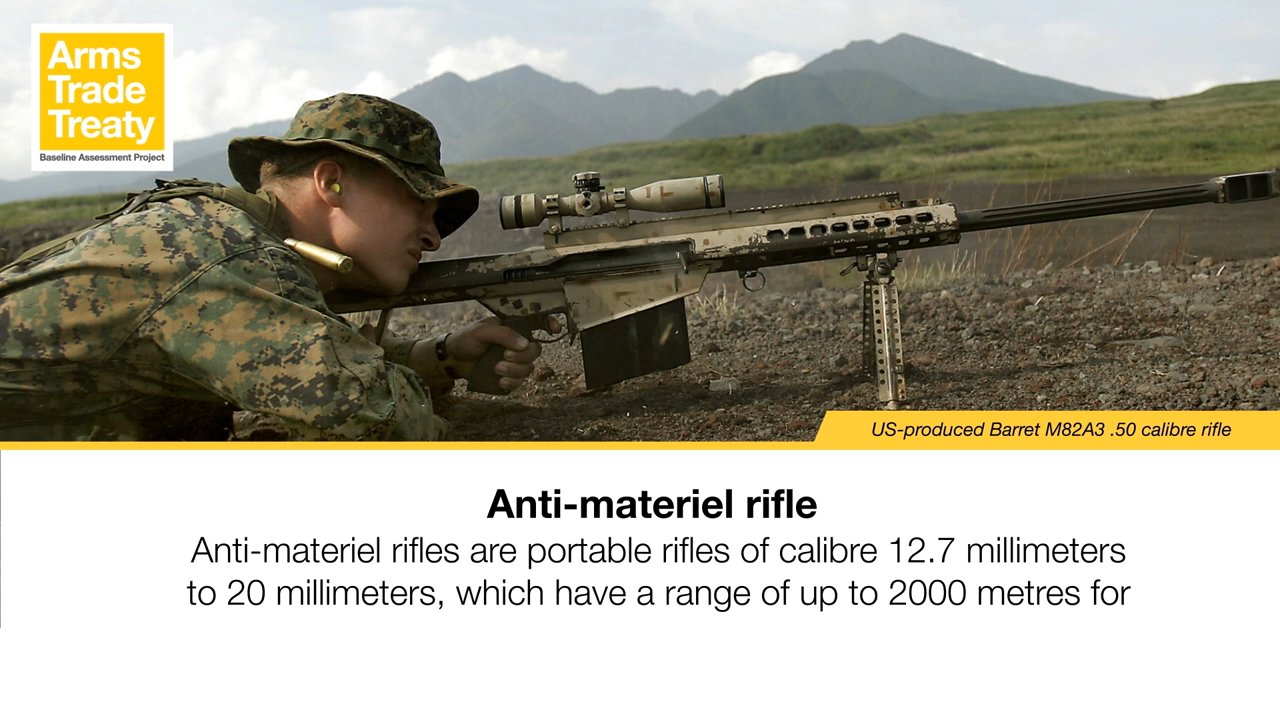 Arms
Trade
Treaty
Baseline Assessment Project
US-produced Barret M82A3 .50 calibre rifle
Anti-materiel rifle
Anti-materiel rifles are portable rifles of calibre 12.7 millimeters
to 20 millimeters, which have a range of up to 2000 metres for